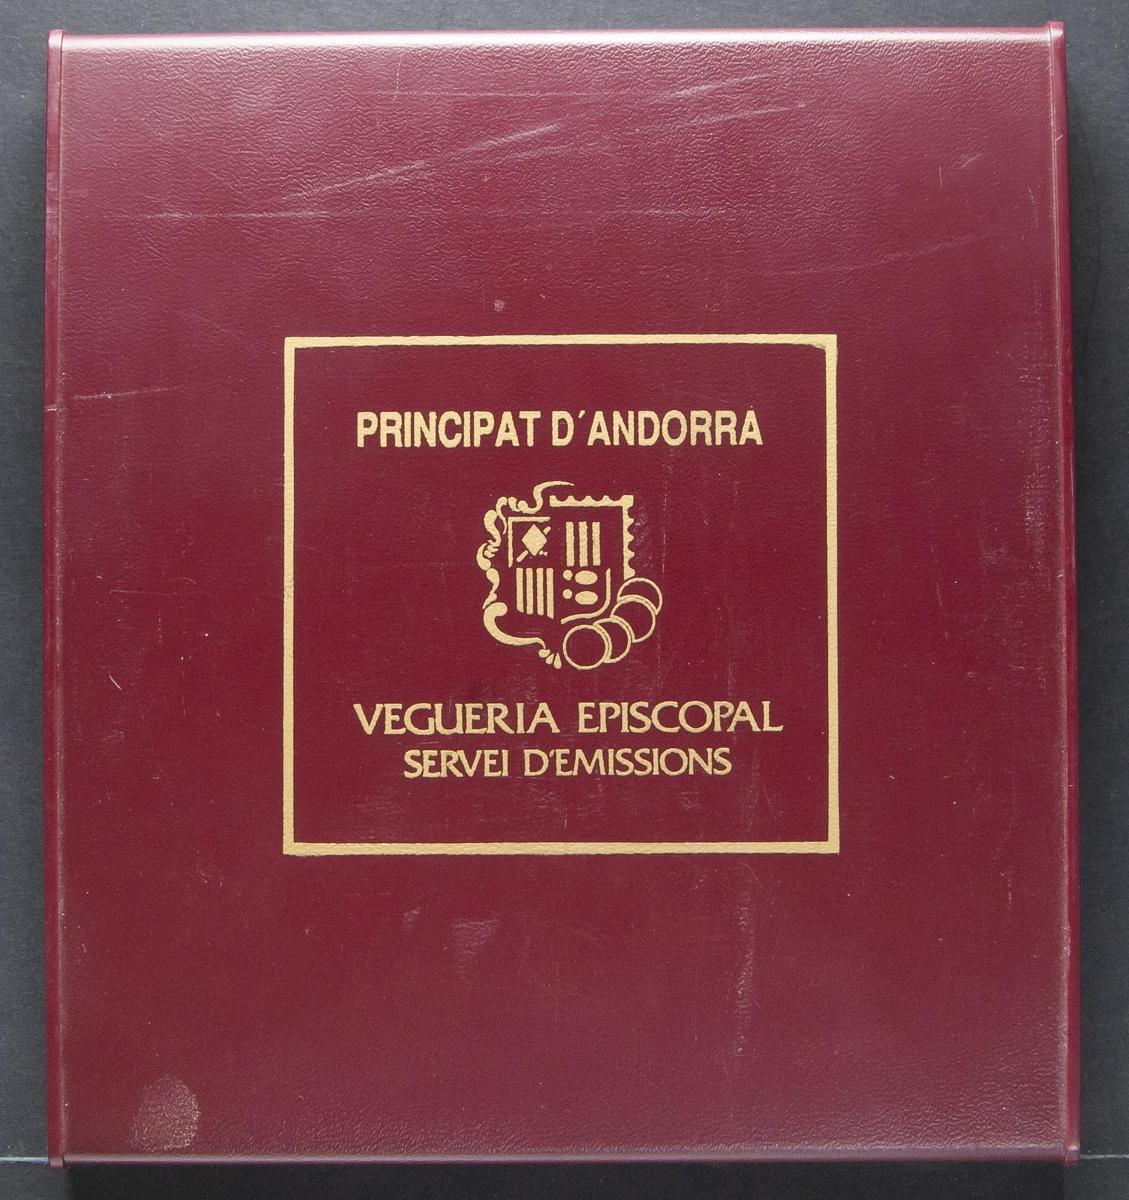 PRINCIPAT D´ANDORRA
VEGUERIA EPISCOPAL
SERVEI D'EMISSIONS